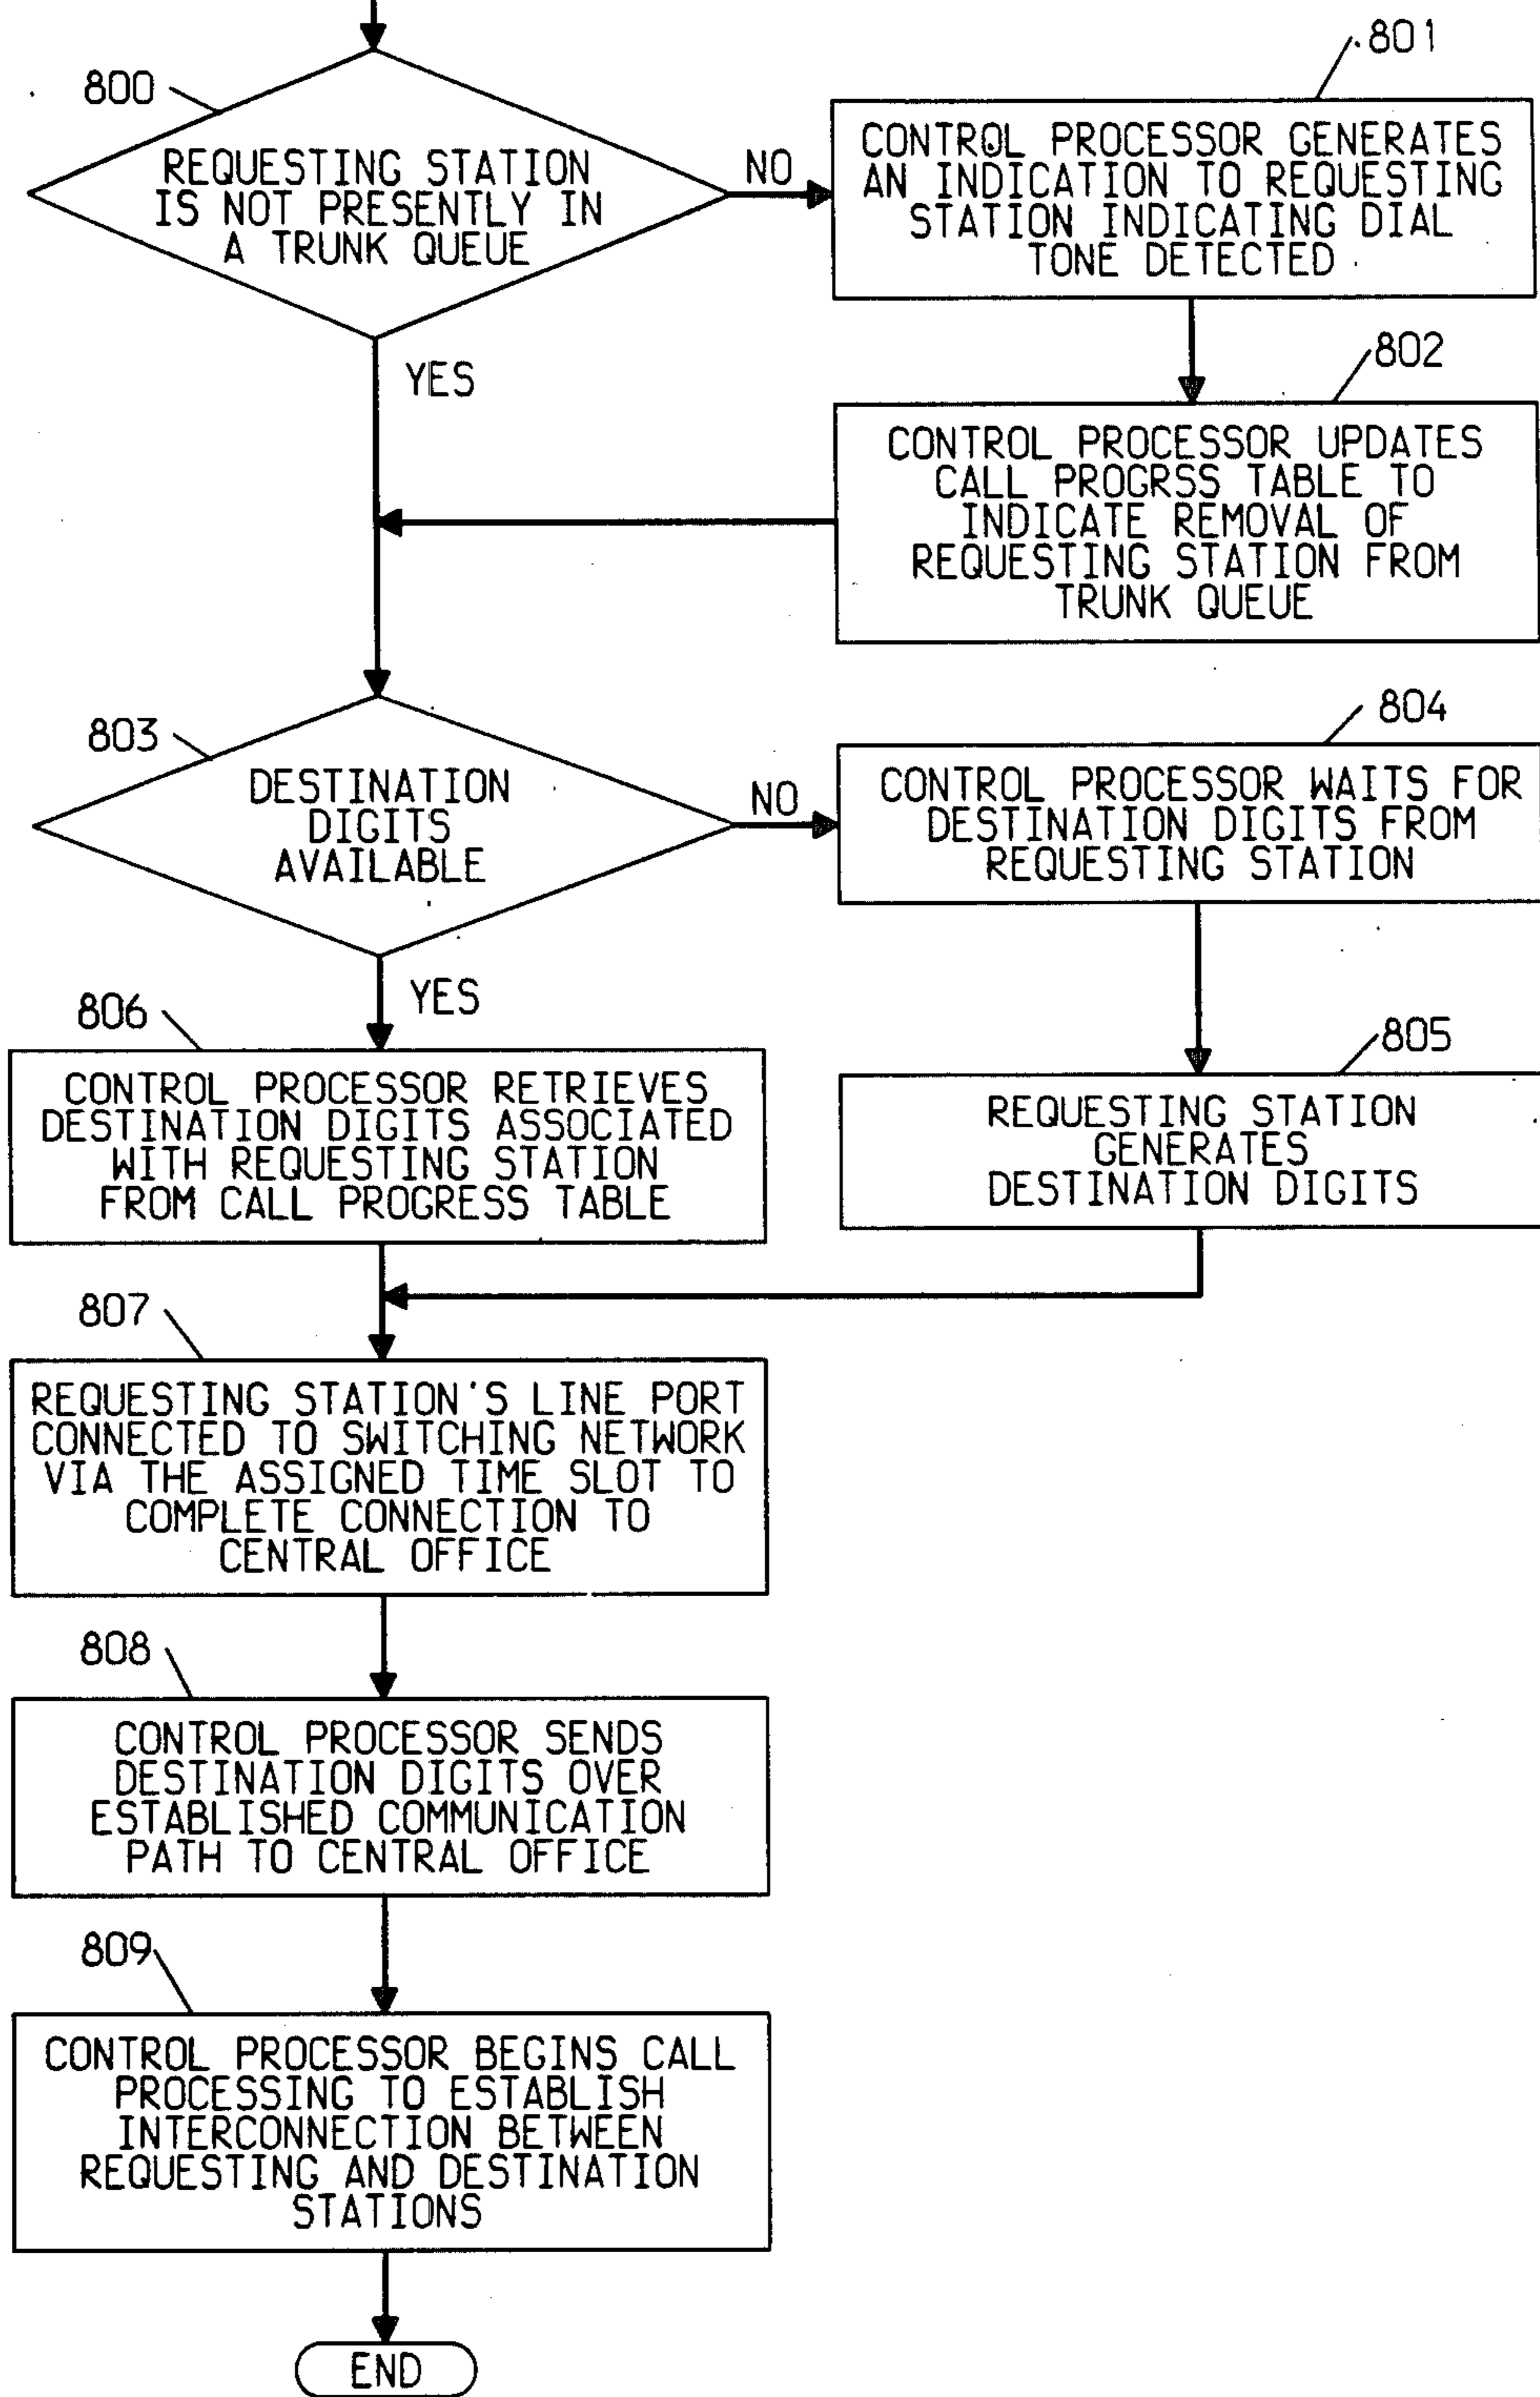 800
REQUESTING STATION
IS NOT PRESENTLY IN
A TRUNK QUEUE
NO
801
CONTROL PROCESSOR GENERATES
AN INDICATION TO REQUESTING
STATION INDICATING DIAL
TONE DETECTED
YES
802
CONTROL PROCESSOR UPDATES
CALL PROGRSS TABLE TO
INDICATE REMOVAL OF
REQUESTING STATION FROM
TRUNK QUEUE
803
DESTINATION
DIGITS
AVAILABLE
NO
804
CONTROL PROCESSOR WAITS FOR
DESTINATION DIGITS FROM
REQUESTING STATION
YES
805
REQUESTING STATION
GENERATES
DESTINATION DIGITS
806
CONTROL PROCESSOR RETRIEVES
DESTINATION DIGITS ASSOCIATED
WITH REQUESTING STATION
FROM CALL PROGRESS TABLE
807
REQUESTING STATION'S LINE PORT
CONNECTED TO SWITCHING NETWORK
VIA THE ASSIGNED TIME SLOT TO
COMPLETE CONNECTION TO
CENTRAL OFFICE
808
CONTROL PROCESSOR SENDS
DESTINATION DIGITS OVER
ESTABLISHED COMMUNICATION
PATH TO CENTRAL OFFICE
809
CONTROL PROCESSOR BEGINS CALL
PROCESSING TO ESTABLISH
INTERCONNECTION BETWEEN
REQUESTING AND DESTINATION
STATIONS
END